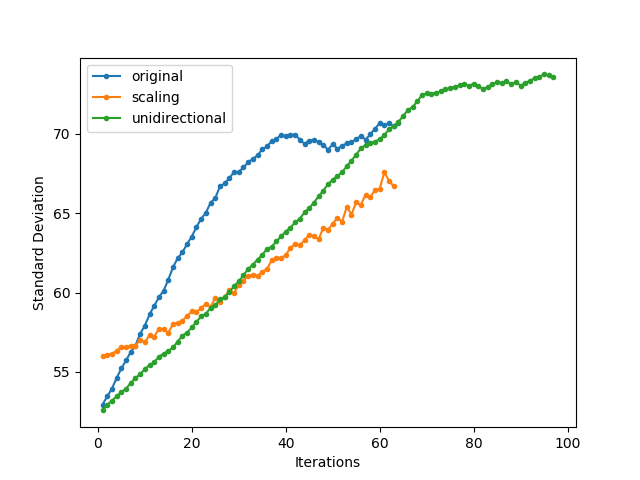 original
scaling
unidirectional
Standard Deviation
70
65
60
55
0 20 40 60 80 100
Iterations